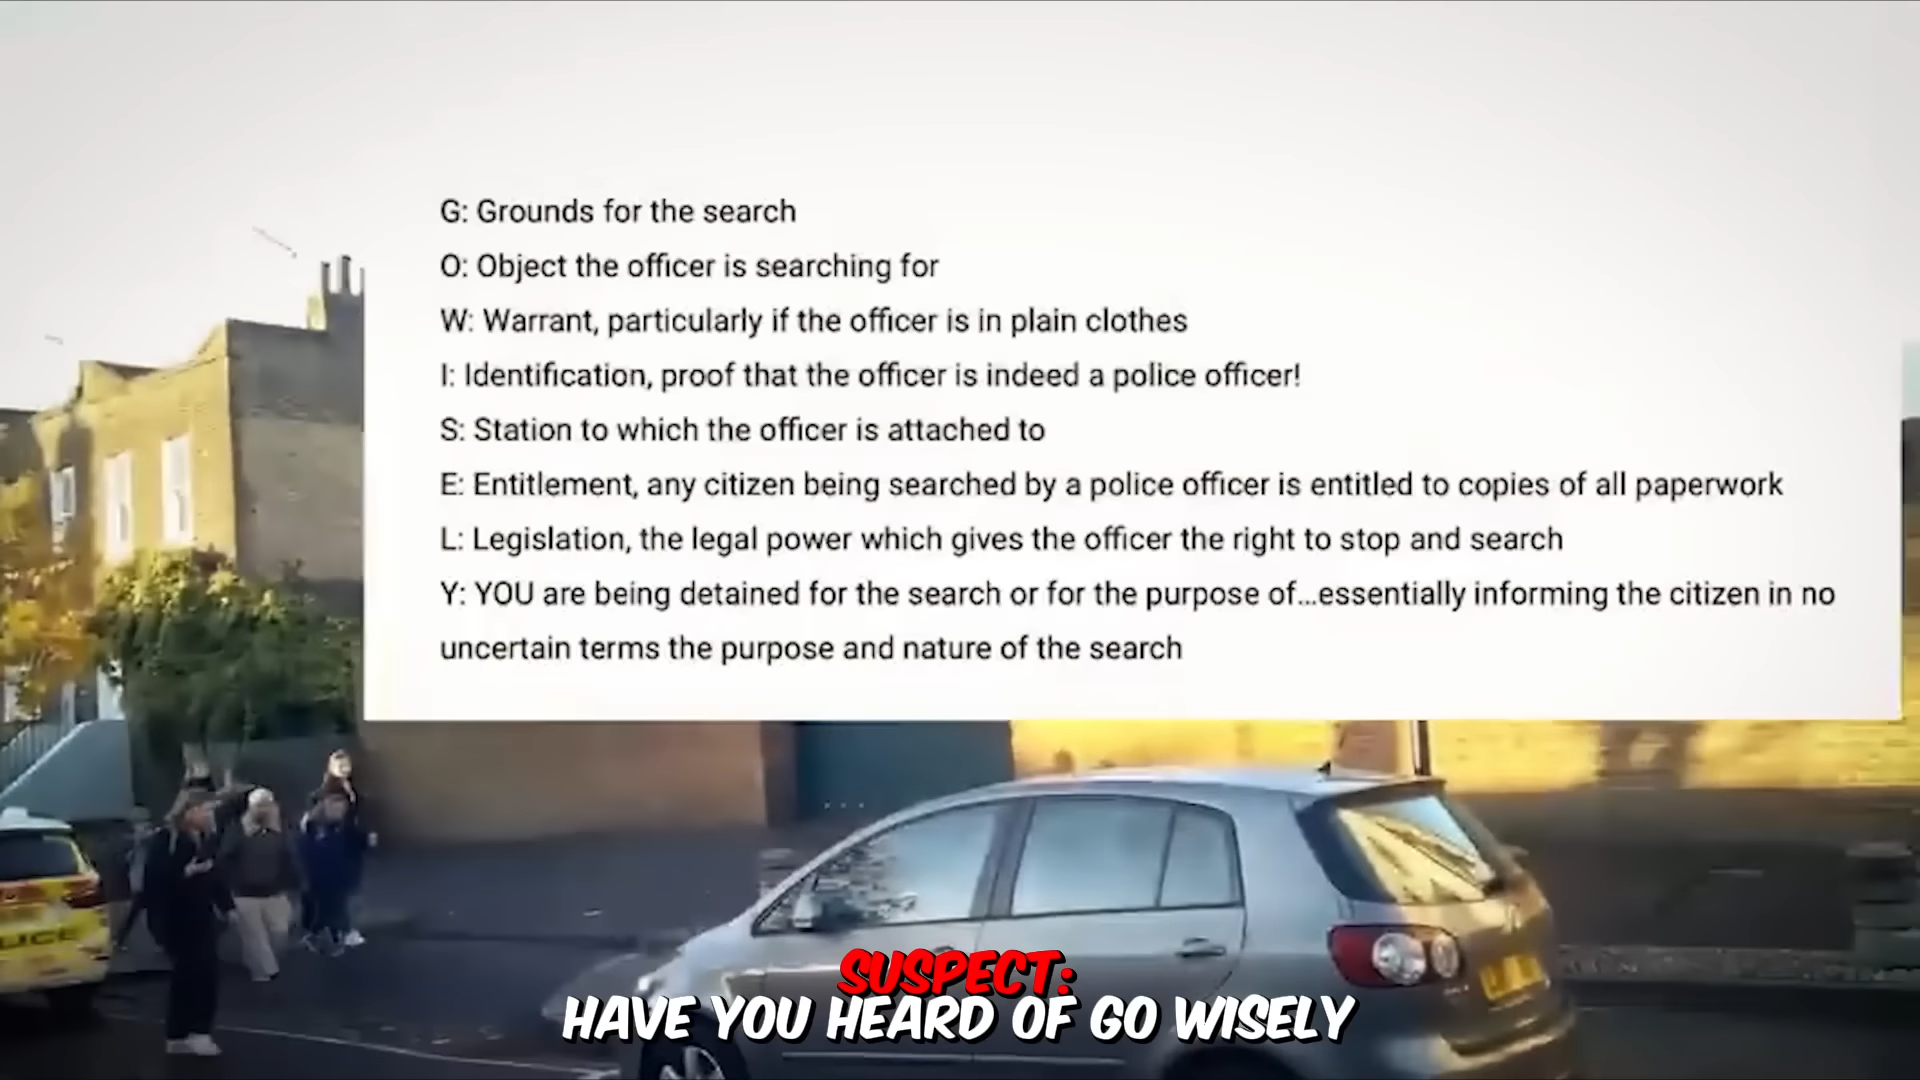 G: Grounds for the search
O: Object the officer is searching for
W: Warrant, particularly if the officer is in plain clothes
I: Identification, proof that the officer is indeed a police officer!
S: Station to which the officer is attached to
E: Entitlement, any citizen being searched by a police officer is entitled to copies of all paperwork
L: Legislation, the legal power which gives the officer the right to stop and search
Y: YOU are being detained for the search or for the purpose of...essentially informing the citizen in no
uncertain terms the purpose and nature of the search
SUSPECT:
HAVE YOU HEARD OF GO WISELY